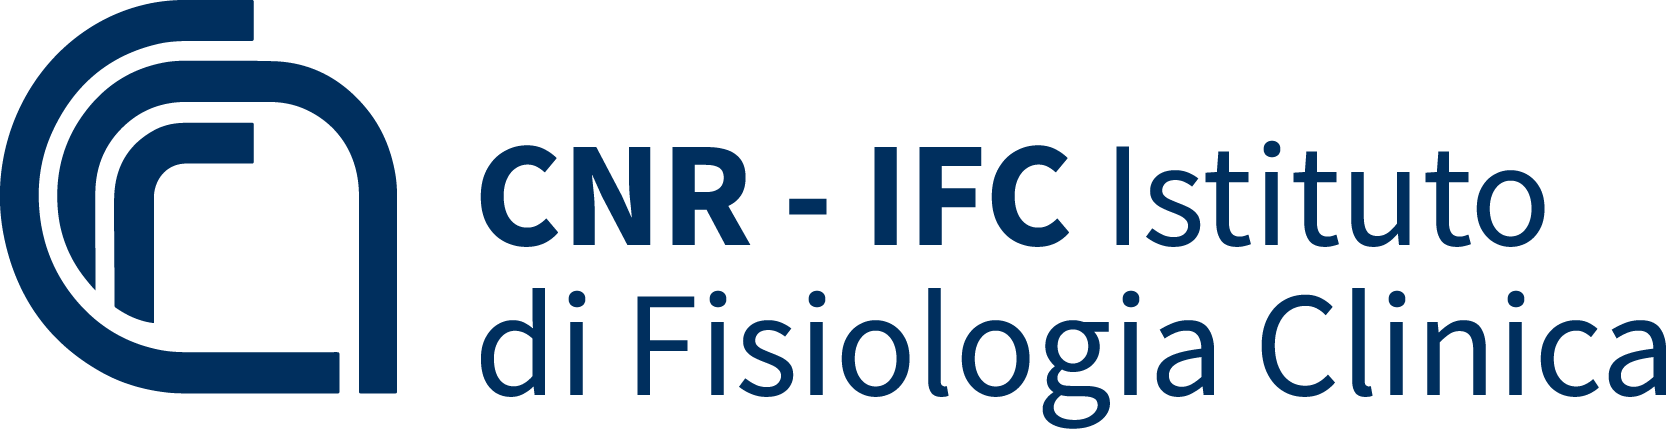 CNR - IFC Istituto
di Fisiologia Clinica